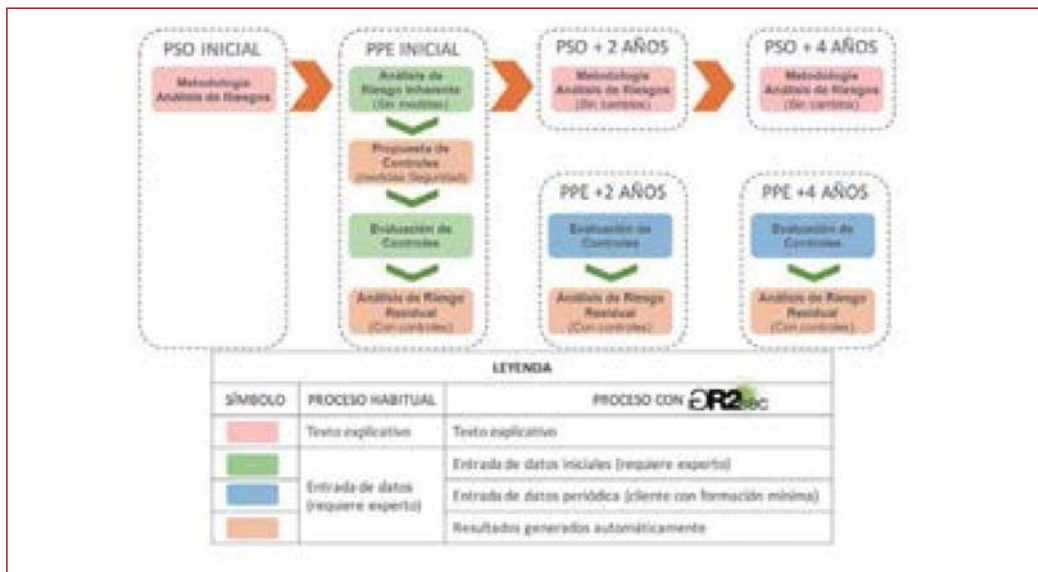 PSO INICIAL
Metodología
Análisis de Riesgos
PPE INICIAL
Análisis de
Riesgo Inherente
(Sin medidas)
Propuesta de
Controles
(medidas Seguridad)
Evaluación de
Controles
Análisis de Riesgo
Residual
(Con controles)
PSO + 2 AÑOS
Metodología
Análisis de Riesgos
(Sin cambios)
PPE +2 AÑOS
Evaluación de
Controles
Análisis de Riesgo
Residual
(Con controles)
PSO + 4 AÑOS
Metodología
Análisis de Riesgos
(Sin cambios)
PPE +4 AÑOS
Evaluación de
Controles
Análisis de Riesgo
Residual
(Con controles)
LEYENDA
SÍMBOLO PROCESO HABITUAL PROCESO CON GR2sec
Texto explicativo Texto explicativo
Entrada de datos
(requiere experto)
Entrada de datos iniciales (requiere experto)
Entrada de datos periódica (cliente con formación mínima)
Resultados generados automáticamente